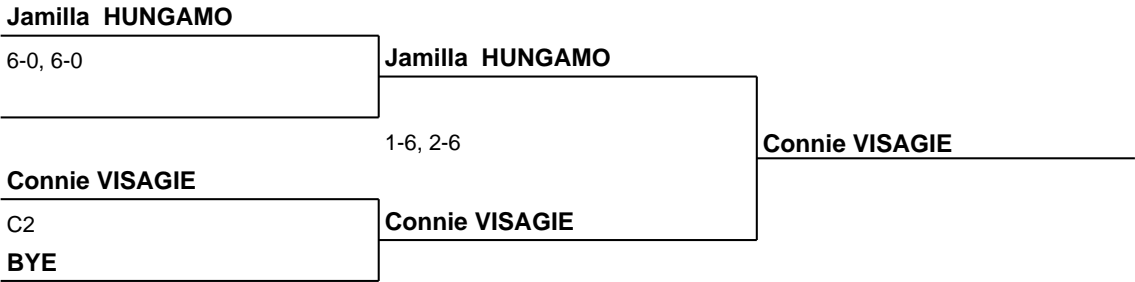 Jamilla HUNGAMO
6-0, 6-0
Jamilla HUNGAMO
1-6, 2-6
Connie VISAGIE
Connie VISAGIE
C2
Connie VISAGIE
BYE